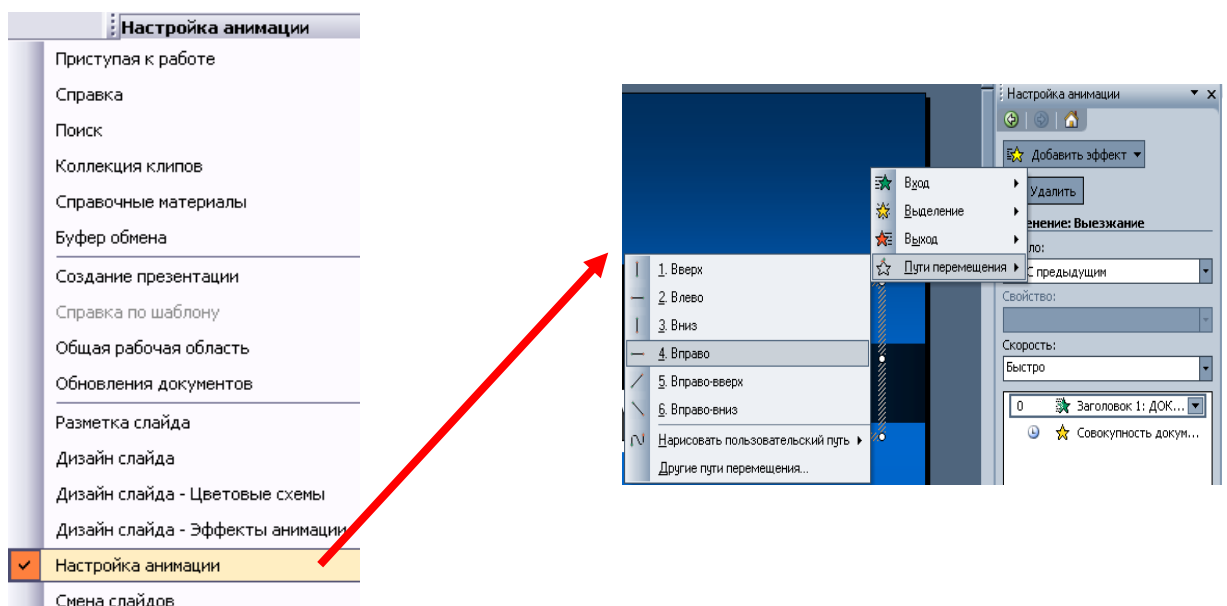 Настройка анимации
Приступая к работе
Справка
Поиск
Коллекция клипов
Справочные материалы
Буфер обмена
Создание презентации
Справка по шаблону
Общая рабочая область
Обновления документов
Разметка слайда
Дизайн слайда
Дизайн слайда - Цветовые схемы
Дизайн слайда - Эффекты анимации
Настройка анимации
Смена слайдов
Настройка анимации
Добавить эффект
Удалить
Вход
Выделение
Выход
Пути перемещения
1. Вверх
2. Влево
3. Вниз
4. Вправо
5. Вправо-вверх
6. Вправо-вниз
Нарисовать пользовательский путь
Другие пути перемещения...
Выезжание
С предыдущим
Свойство:
Скорость:
Быстро
0 Заголовок 1: ДОК...
Совокупность докум...